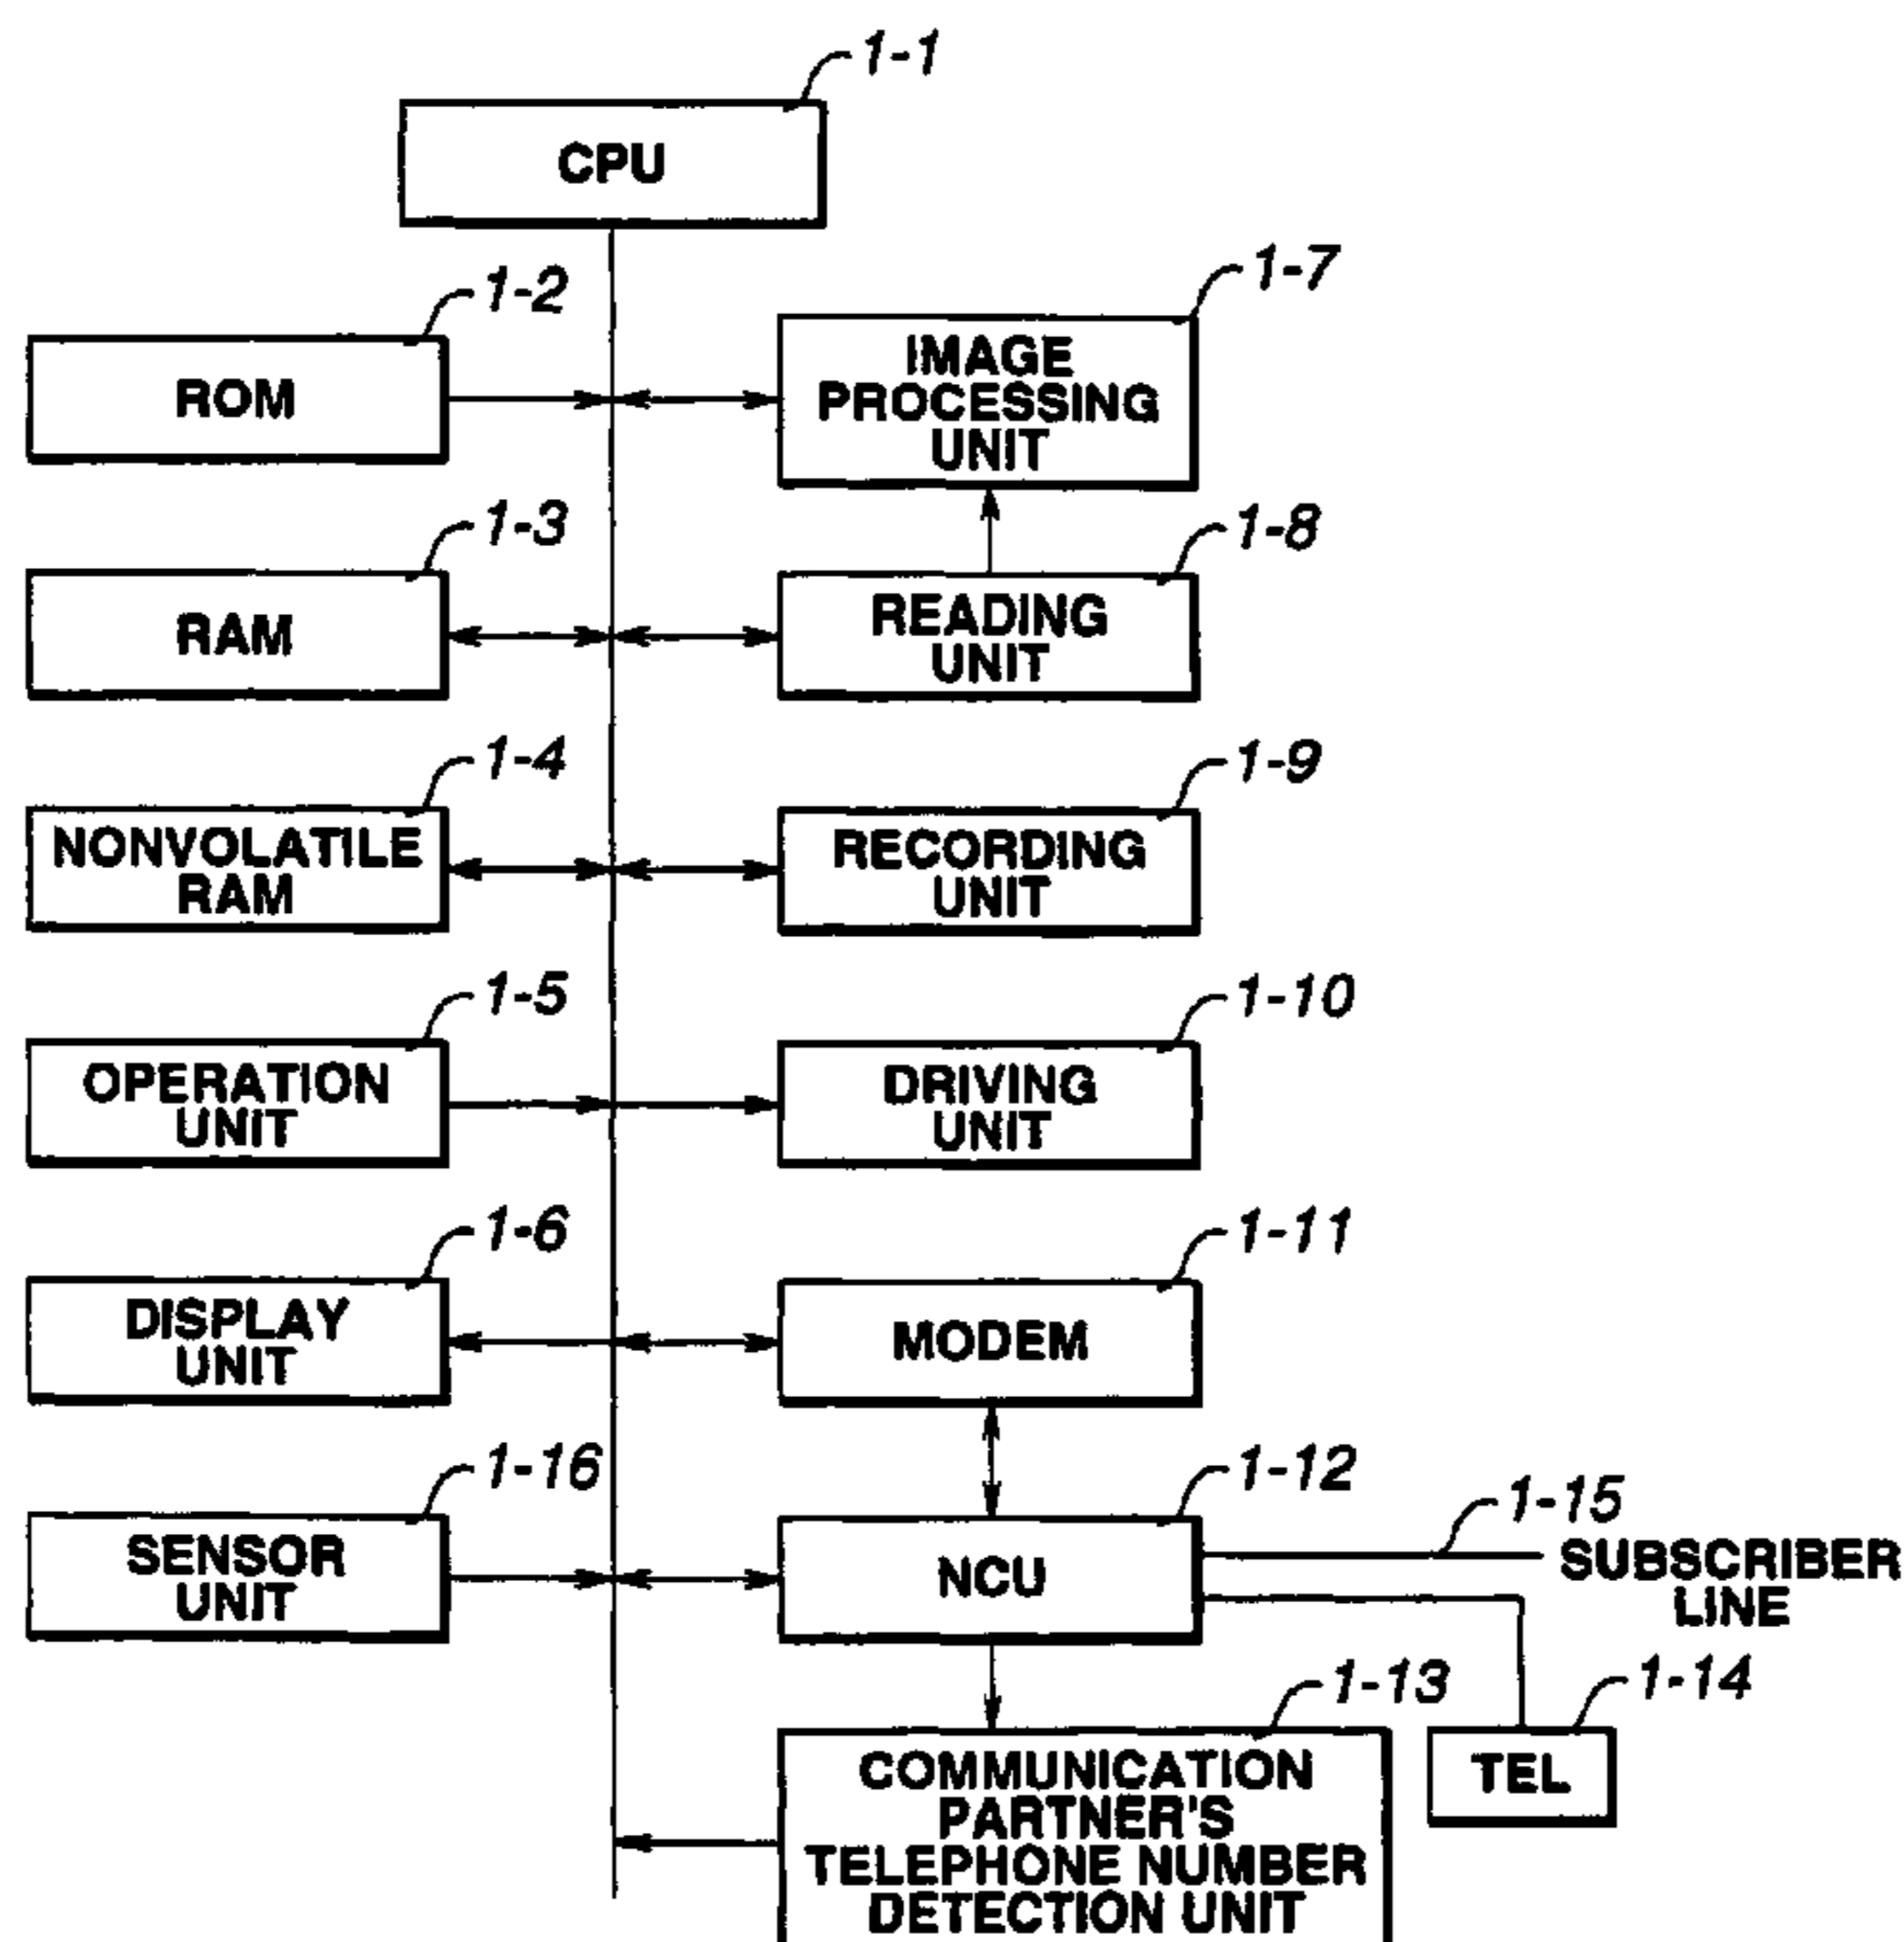 1-1
CPU
1-2
ROM
1-7
IMAGE
PROCESSING
UNIT
1-3
RAM
1-8
READING
UNIT
1-4
NONVOLATILE
RAM
1-9
RECORDING
UNIT
1-5
OPERATION
UNIT
1-10
DRIVING
UNIT
1-6
DISPLAY
UNIT
1-11
MODEM
1-16
SENSOR
UNIT
1-12
NCU
1-15
SUBSCRIBER
LINE
1-13
COMMUNICATION
PARTNER'S
TELEPHONE NUMBER
DETECTION UNIT
1-14
TEL